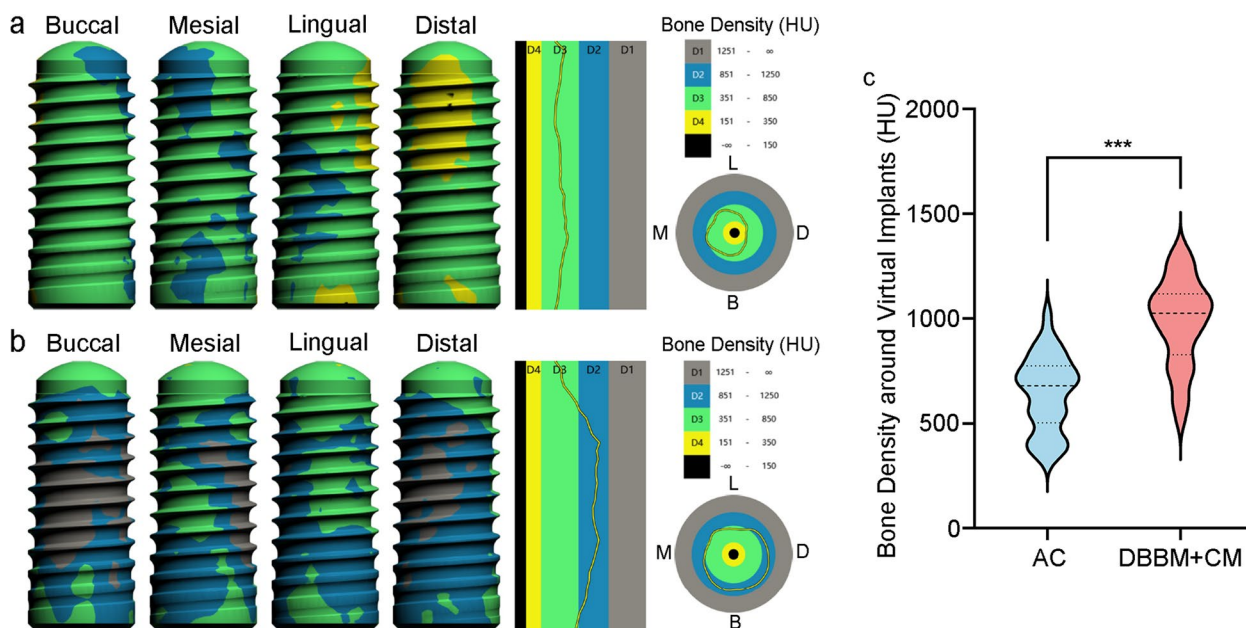 a
Buccal Mesial Lingual Distal
D4 D3 D2 D1
Bone Density (HU)
D1 1251 - ∞
D2 851 - 1250
D3 351 - 850
D4 151 - 350
-∞ - 150
L
M D
B
b
Buccal Mesial Lingual Distal
D4 D3 D2 D1
Bone Density (HU)
D1 1251 - ∞
D2 851 - 1250
D3 351 - 850
D4 151 - 350
-∞ - 150
L
M D
B
c
Bone Density around Virtual Implants (HU)
2000
1500
1000
500
0
***
AC DBBM+CM